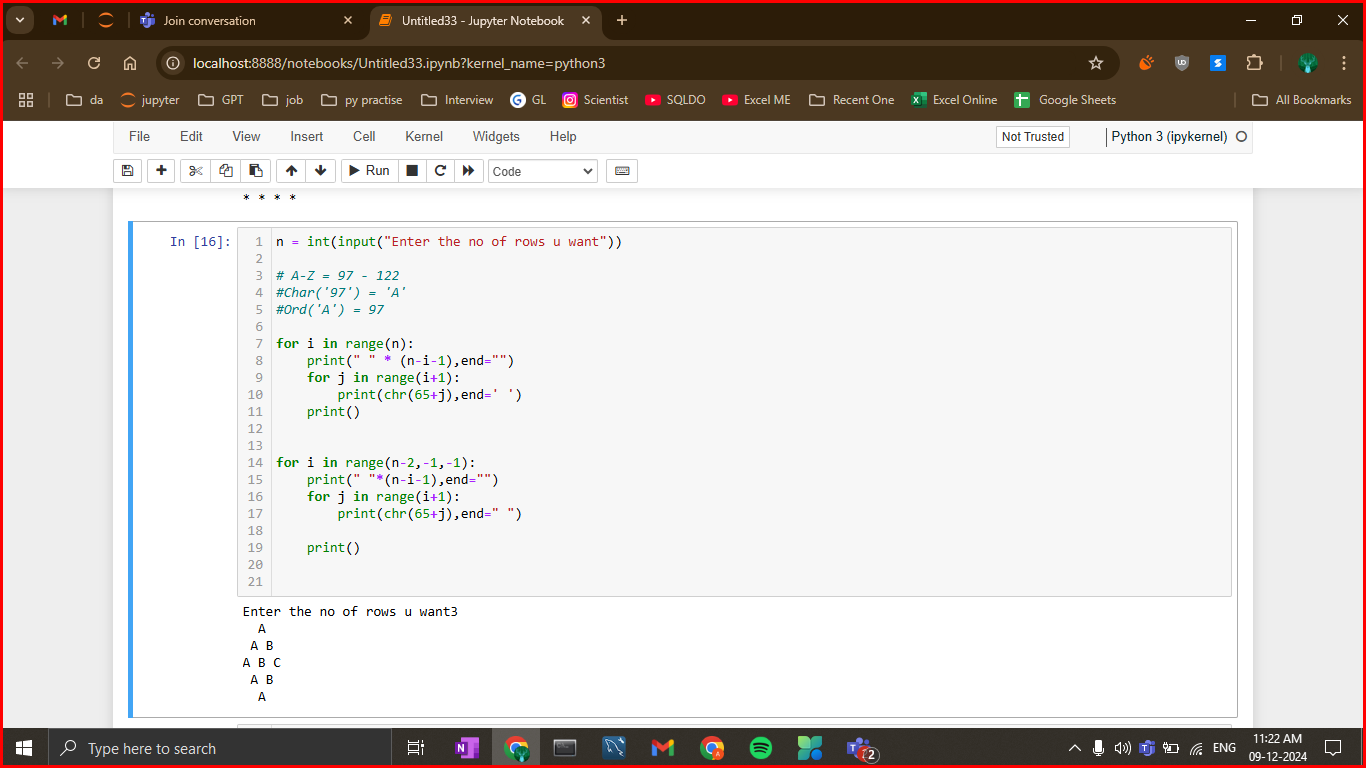 Join conversation
Untitled33 - Jupyter Notebook
localhost:8888/notebooks/Untitled33.ipynb?kernel_name=python3
da jupyter GPT job py practise Interview GL Scientist SQLDO Excel ME Recent One Excel Online Google Sheets All Bookmarks
File Edit View Insert Cell Kernel Widgets Help Not Trusted Python 3 (ipykernel)
Run Code
* * * *
In [16]:
1 n = int(input("Enter the no of rows u want"))
2
3 # A-Z = 97 - 122
4 #Char('97') = 'A'
5 #Ord('A') = 97
6
7 for i in range(n):
8     print(" " * (n-i-1),end="")
9     for j in range(i+1):
10         print(chr(65+j),end=' ')
11     print()
12
13
14 for i in range(n-2,-1,-1):
15     print(" "*(n-i-1),end="")
16     for j in range(i+1):
17         print(chr(65+j),end=" ")
18
19     print()
20
21
Enter the no of rows u want3
  A
 A B
A B C
 A B
  A
Type here to search
2
ENG
11:22 AM
09-12-2024